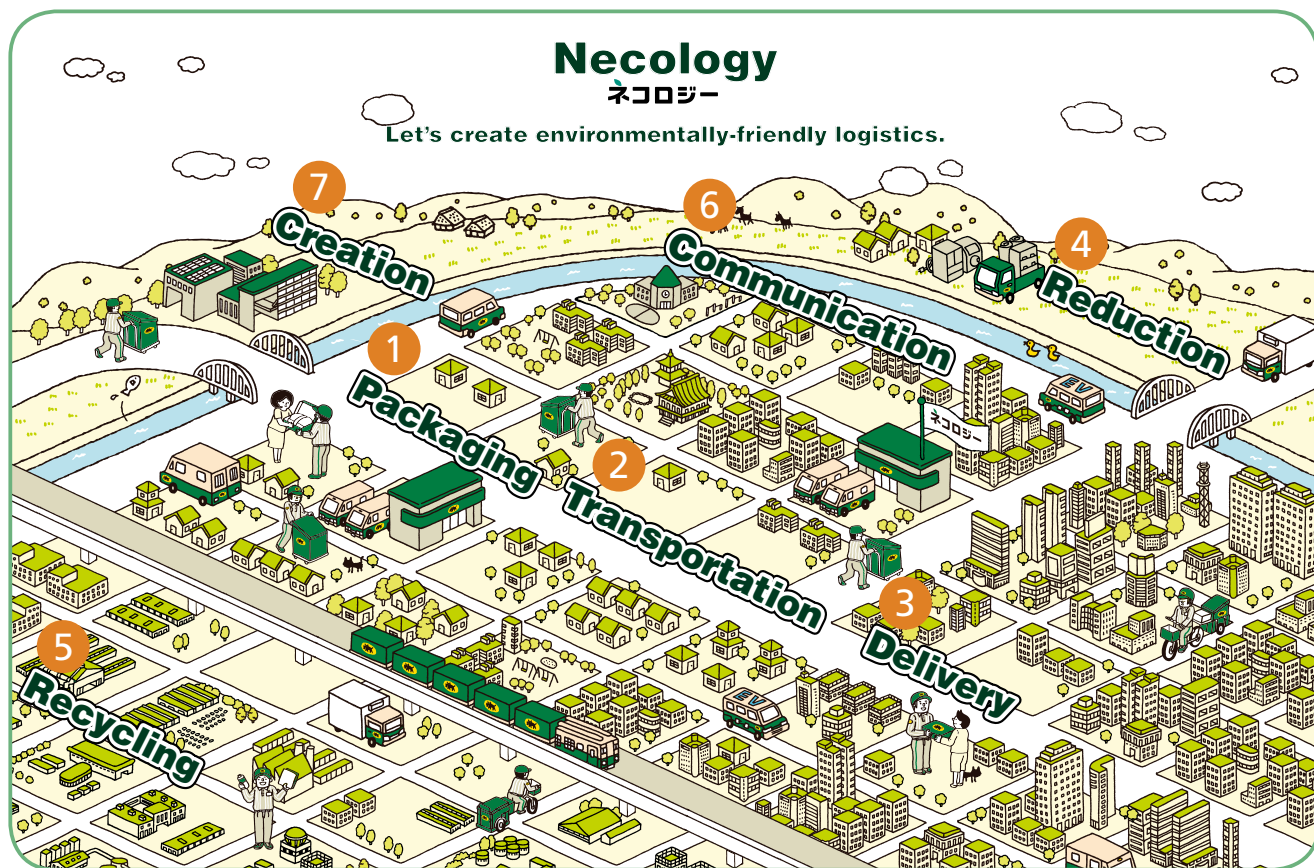 Necology
ネコロジー
Let's create environmentally-friendly logistics.
7
Creation
6
Communication
4
Reduction
1
Packaging
EV
ネコロジー
2
Transportation
3
Delivery
5
Recycling
EV